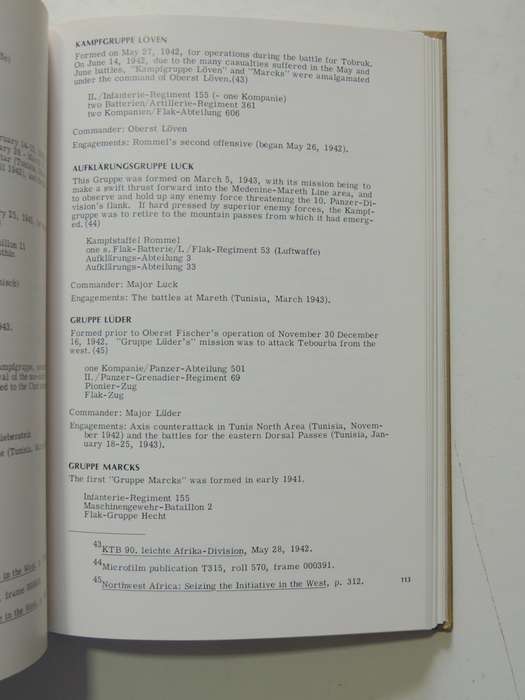 KAMPFGRUPPE LÖVEN
Formed on May 27, 1942, for operations during the battle for Tobruk.
On June 14, 1942, due to the many casualties suffered in the May and
June battles, "Kampfgruppe Löven" and "Marcks" were amalgamated
under the command of Oberst Löven.(43)
II./Infanterie-Regiment 155 (- one Kompanie)
two Batterien/Artillerie-Regiment 361
two Kompanien/Flak-Abteilung 606
Commander: Oberst Löven
Engagements: Rommel's second offensive (began May 26, 1942).
AUFKLÄRUNGSGRUPPE LUCK
This Gruppe was formed on March 5, 1943, with its mission being to
make a swift thrust forward into the Medenine-Mareth Line area, and
to observe and hold up any enemy force threatening the 10. Panzer-Di-
vision's flank. If hard pressed by superior enemy forces, the Kampf-
gruppe was to retire to the mountain passes from which it had emerg-
ed.(44)
Kampfstaffel Rommel
one s. Flak-Batterie/I./Flak-Regiment 53 (Luftwaffe)
Aufklärungs-Abteilung 3
Aufklärungs-Abteilung 33
Commander: Major Luck
Engagements: The battles at Mareth (Tunisia, March 1943).
GRUPPE LÜDER
Formed prior to Oberst Fischer's operation of November 30 December
16, 1942. "Gruppe Lüder's" mission was to attack Tebourba from the
west.(45)
one Kompanie/Panzer-Abteilung 501
II./Panzer-Grenadier-Regiment 69
Pionier-Zug
Flak-Zug
Commander: Major Lüder
Engagements: Axis counterattack in Tunis North Area (Tunisia, Novem-
ber 1942) and the battles for the eastern Dorsal Passes (Tunisia, Jan-
uary 18-25, 1943).
GRUPPE MARCKS
The first "Gruppe Marcks" was formed in early 1941.
Infanterie-Regiment 155
Maschinengewehr-Bataillon 2
Flak-Gruppe Hecht
43KTB 90. leichte Afrika-Division, May 28, 1942.
44Microfilm publication T315, roll 570, frame 000391.
45Northwest Africa: Seizing the Initiative in the West, p. 312.
113